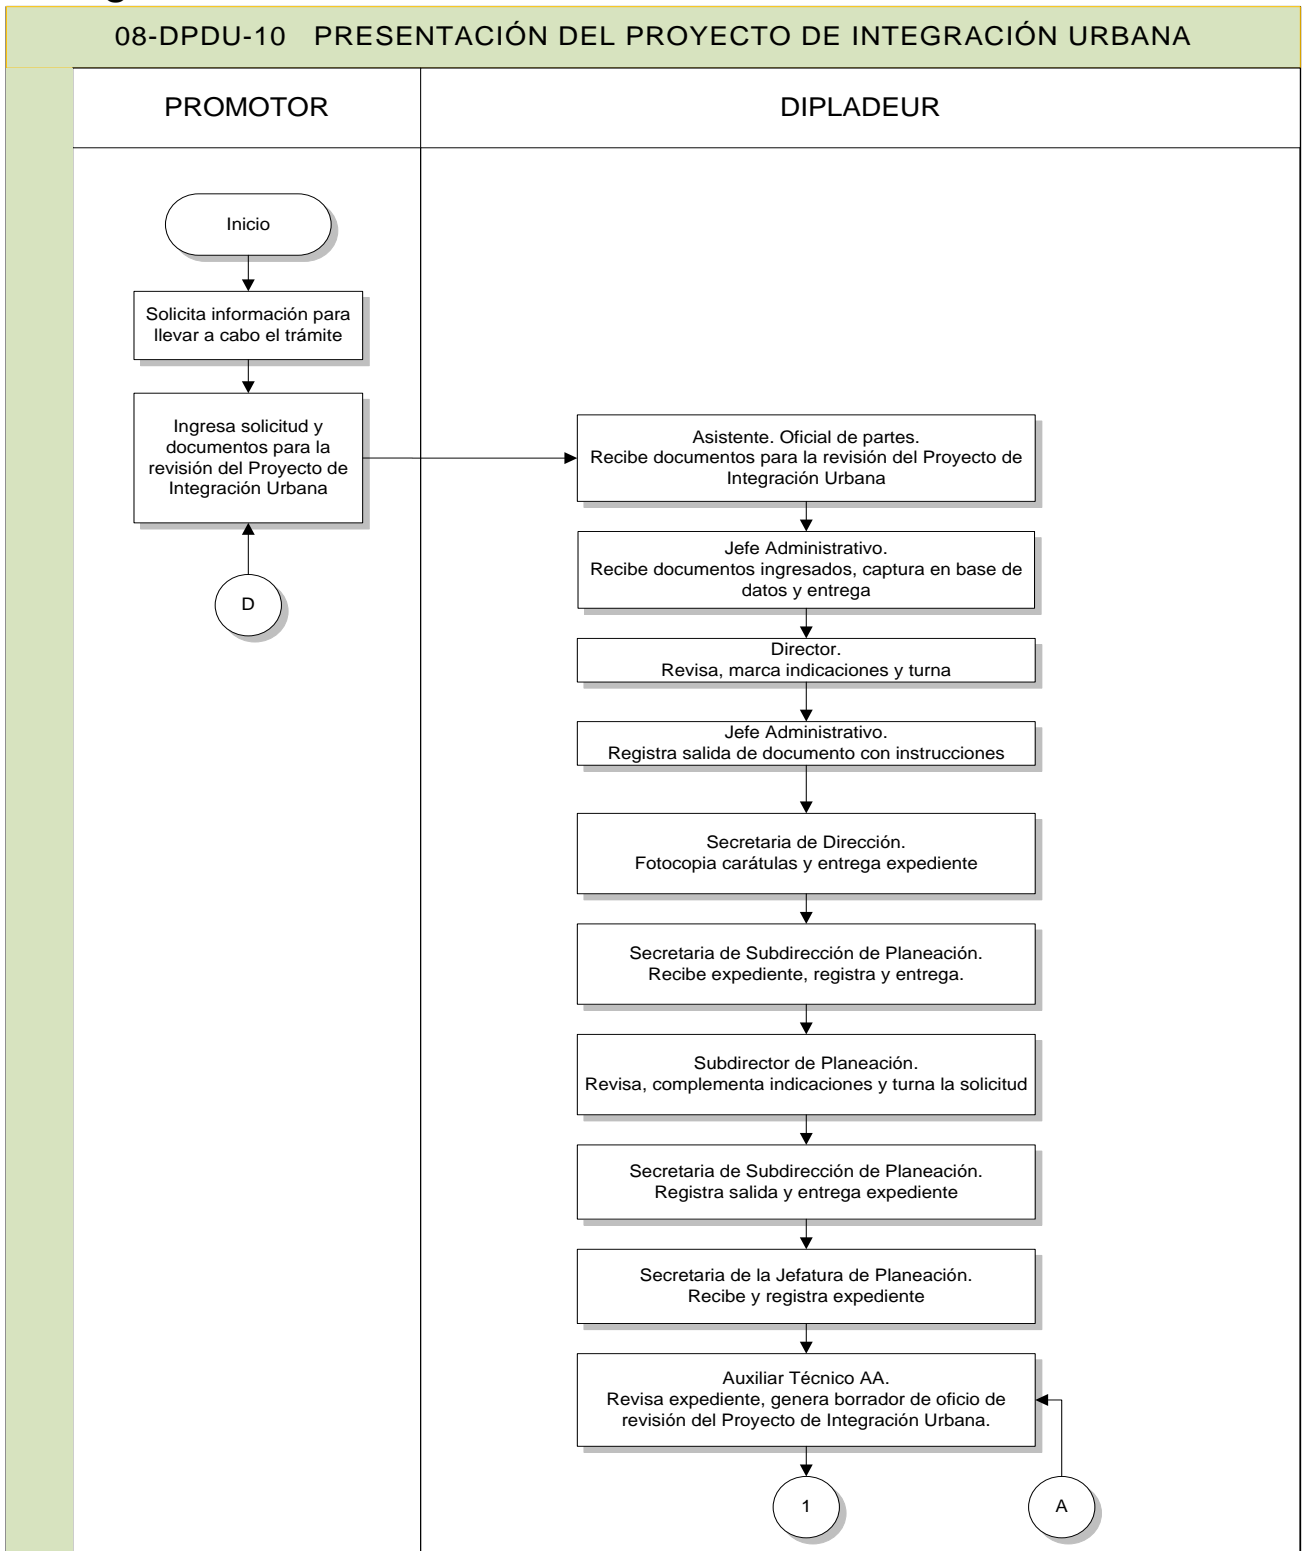 08-DPDU-10 PRESENTACIÓN DEL PROYECTO DE INTEGRACIÓN URBANA
PROMOTOR
DIPLADEUR
Inicio
Solicita información para
llevar a cabo el trámite
Ingresa solicitud y
documentos para la
revisión del Proyecto de
Integración Urbana
D
Asistente. Oficial de partes.
Recibe documentos para la revisión del Proyecto de
Integración Urbana
Jefe Administrativo.
Recibe documentos ingresados, captura en base de
datos y entrega
Director.
Revisa, marca indicaciones y turna
Jefe Administrativo.
Registra salida de documento con instrucciones
Secretaria de Dirección.
Fotocopia carátulas y entrega expediente
Secretaria de Subdirección de Planeación.
Recibe expediente, registra y entrega.
Subdirector de Planeación.
Revisa, complementa indicaciones y turna la solicitud
Secretaria de Subdirección de Planeación.
Registra salida y entrega expediente
Secretaria de la Jefatura de Planeación.
Recibe y registra expediente
Auxiliar Técnico AA.
Revisa expediente, genera borrador de oficio de
revisión del Proyecto de Integración Urbana.
1
A